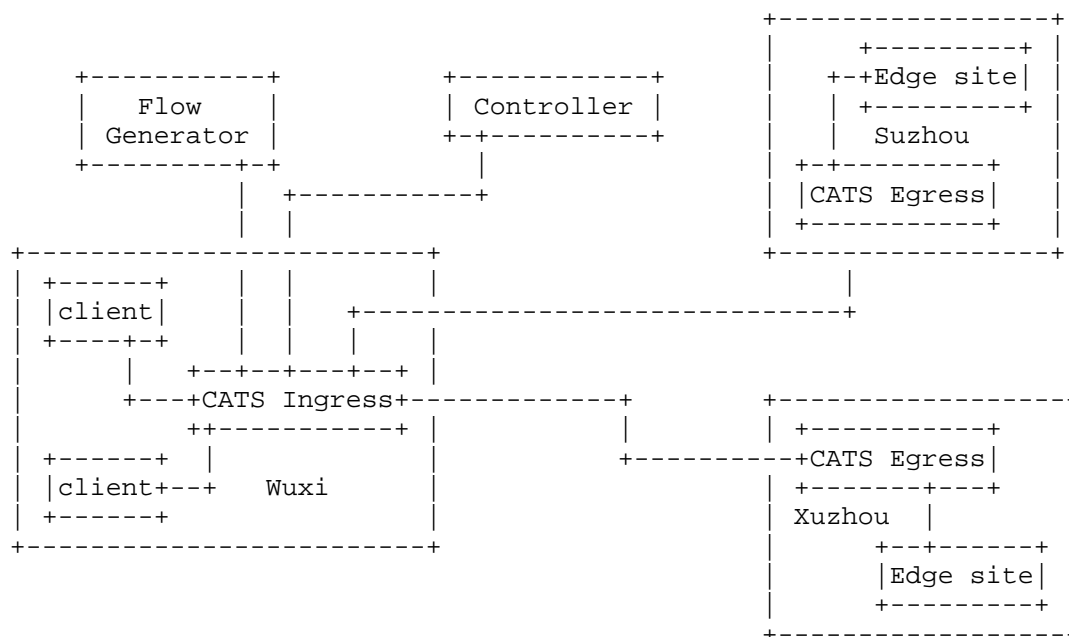 Edge site
Flow
Generator
Controller
Suzhou
CATS Egress
client
CATS Ingress
CATS Egress
client
Wuxi
Xuzhou
Edge site